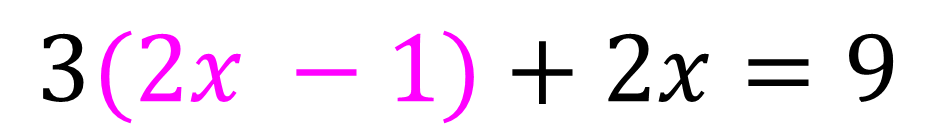 3(2x − 1) + 2x = 9